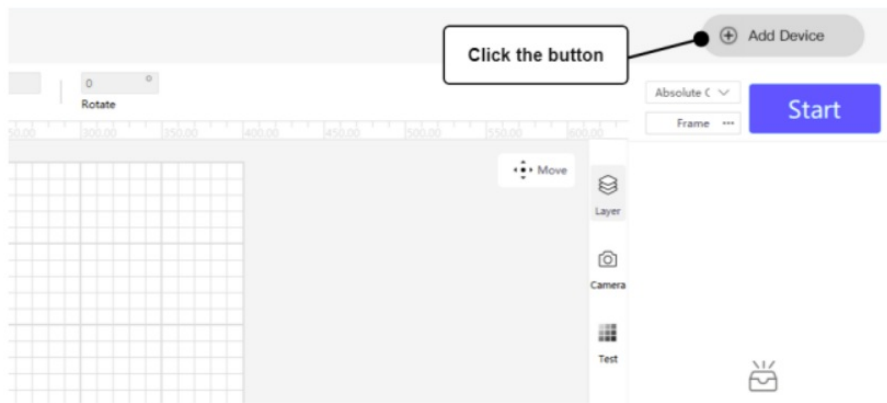 Add Device
Click the button
0 °
Rotate
Absolute C
Start
Frame ···
300.00 350.00 400.00 450.00 500.00 550.00 600.00
Move
Layer
Camera
Test